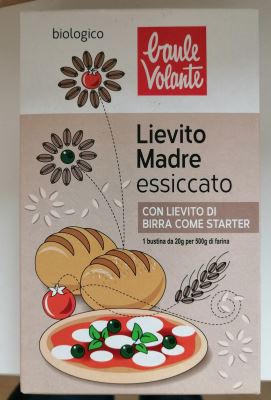 biologico
baule
Volante
Lievito
Madre
essiccato
CON LIEVITO DI
BIRRA COME STARTER
1 bustina da 20g per 500g di farina